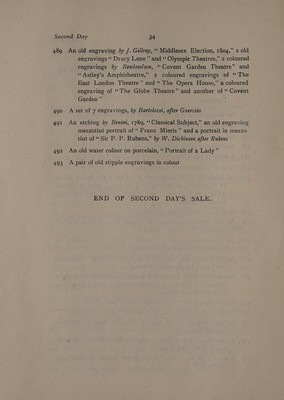 Second Day 34
489 An old engraving by J. Gillray, “ Middlesex Election, 1804,” 2 old
engravings “ Drury Lane ” and “ Olympic Theatres,” 2 coloured
engravings by Rowlandson, “ Covent Garden Theatre” and
“ Astley's Amphitheatre,” 2 coloured engravings of “ The
East London Theatre ” and “ The Opera House,” a coloured
engraving of “ The Globe Theatre ” and another of “ Covent
Garden ”
490 A set of 7 engravings, by Bartolozzi, after Guercino
491 An etching by Benini, 1789, “ Classical Subject,” an old engraving
mezzotint portrait of “ Franz Mieris ” and a portrait in mezzo-
tint of “ Sir P. P. Rubens,” by W. Dickinson after Rubens
492 An old water colour on porcelain, “ Portrait of a Lady ”
493 A pair of old stipple engravings in colour
END OF SECOND DAY'S SALE.